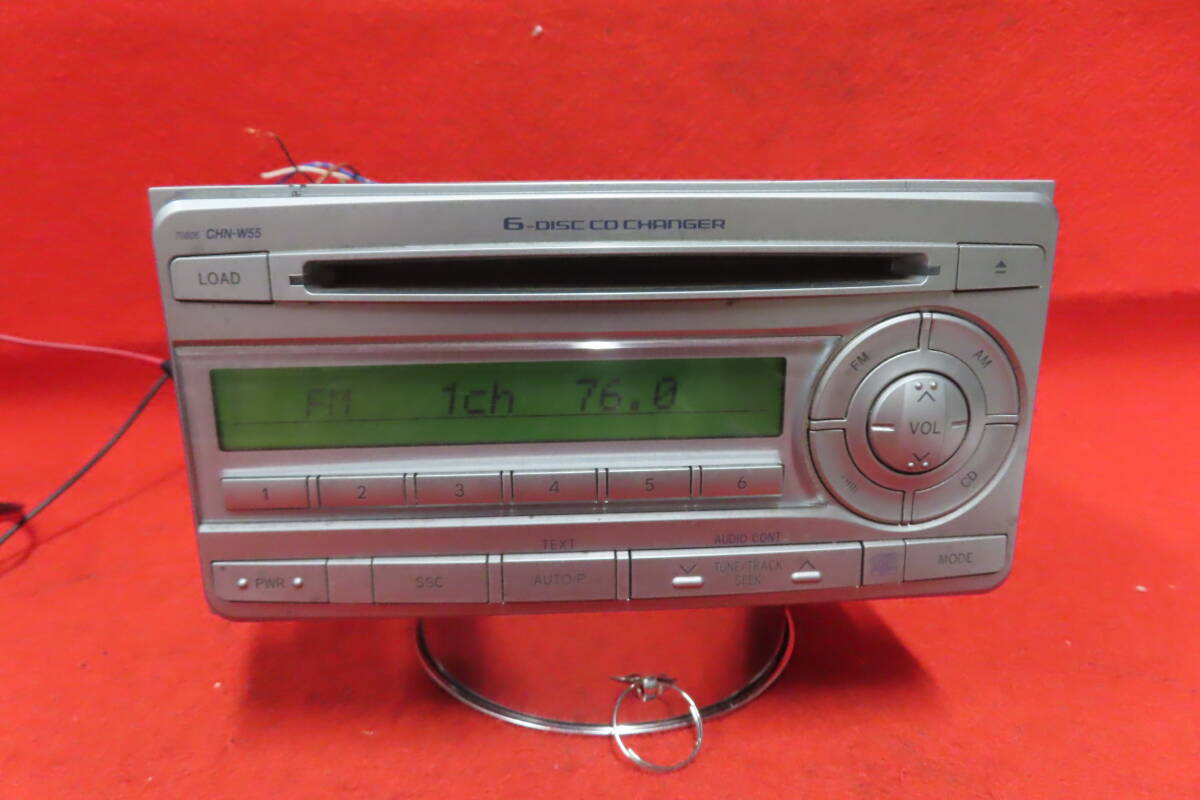 6-DISC CD CHANGER
CHN-W55
LOAD
FM 1ch 76.0
FM
AM
VOL
CD
1 2 3 4 5 6
TEXT
AUDIO CONT
PWR
SSC
AUTO.P
TUNE/TRACK
SEEK
MODE